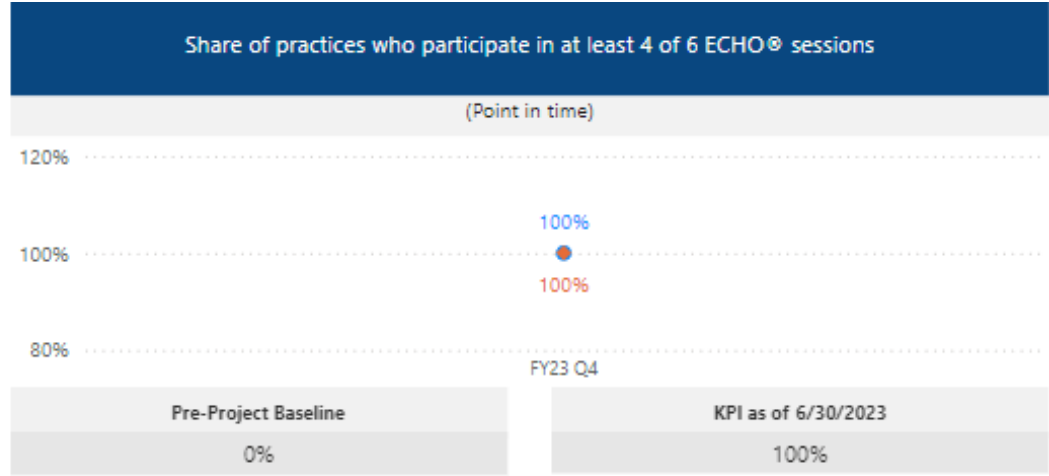 Share of practices who participate in at least 4 of 6 ECHO® sessions
(Point in time)
120%
100%
100%
100%
80%
FY23 Q4
Pre-Project Baseline
KPI as of 6/30/2023
0%
100%